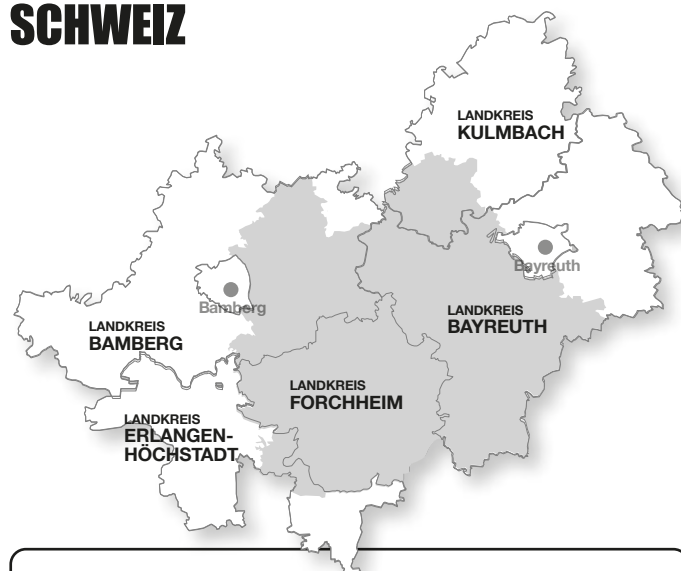 SCHWEIZ
LANDKREIS
KULMBACH
Bayreuth
Bamberg
LANDKREIS
BAYREUTH
LANDKREIS
BAMBERG
LANDKREIS
FORCHHEIM
LANDKREIS
ERLANGEN-
HÖCHSTADT